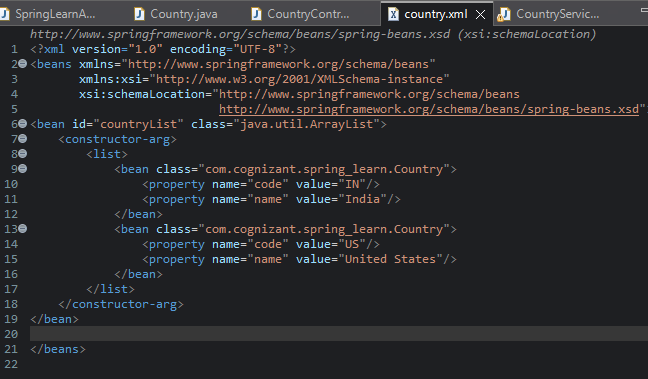 SpringLearnA... Country.java CountryContr... country.xml CountryServic...
http://www.springframework.org/schema/beans/spring-beans.xsd (xsi:schemaLocation)
1 <?xml version="1.0" encoding="UTF-8"?>
2 <beans xmlns="http://www.springframework.org/schema/beans"
3 xmlns:xsi="http://www.w3.org/2001/XMLSchema-instance"
4 xsi:schemaLocation="http://www.springframework.org/schema/beans
5 http://www.springframework.org/schema/beans/spring-beans.xsd"
6 <bean id="countryList" class="java.util.ArrayList">
7 <constructor-arg>
8 <list>
9 <bean class="com.cognizant.spring_learn.Country">
10 <property name="code" value="IN"/>
11 <property name="name" value="India"/>
12 </bean>
13 <bean class="com.cognizant.spring_learn.Country">
14 <property name="code" value="US"/>
15 <property name="name" value="United States"/>
16 </bean>
17 </list>
18 </constructor-arg>
19 </bean>
20
21 </beans>
22